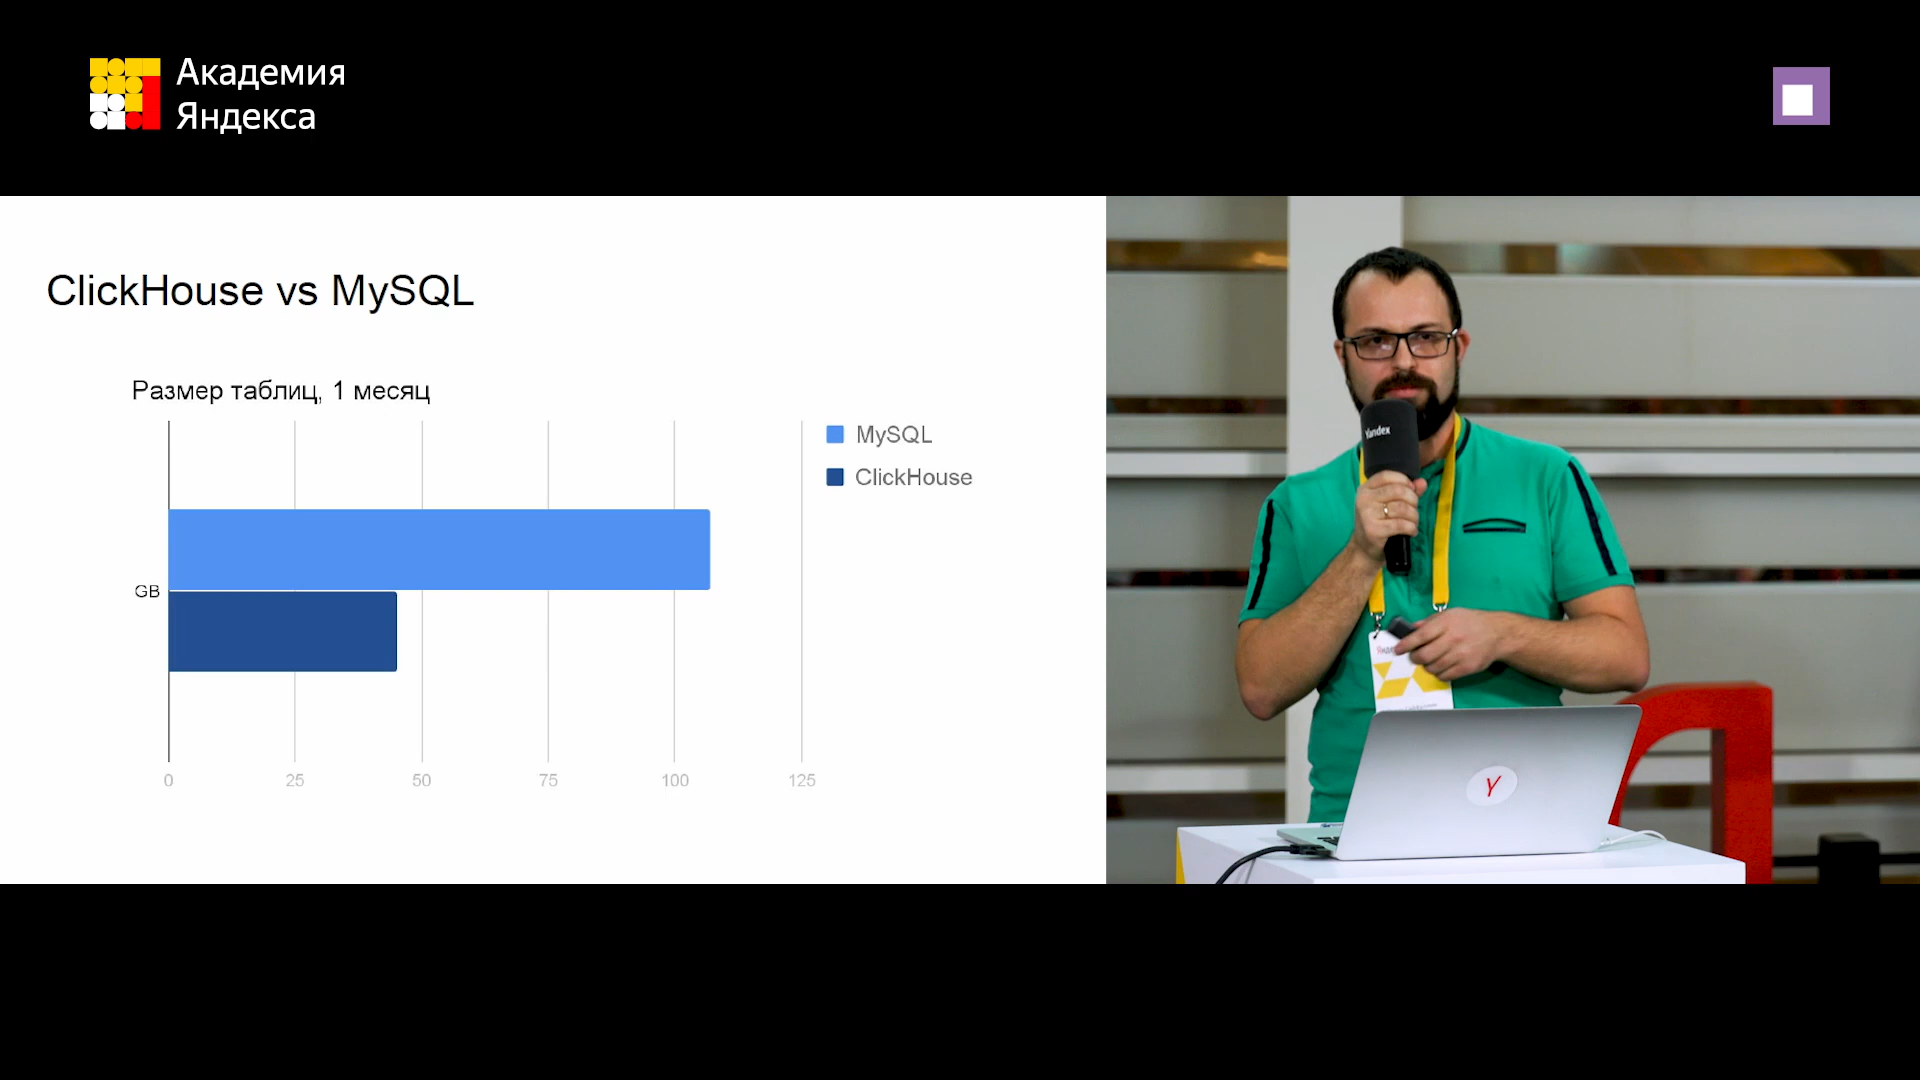 Академия
Яндекса
ClickHouse vs MySQL
Размер таблиц, 1 месяц
MySQL
ClickHouse
GB
0 25 50 75 100 125
Yandex
Y